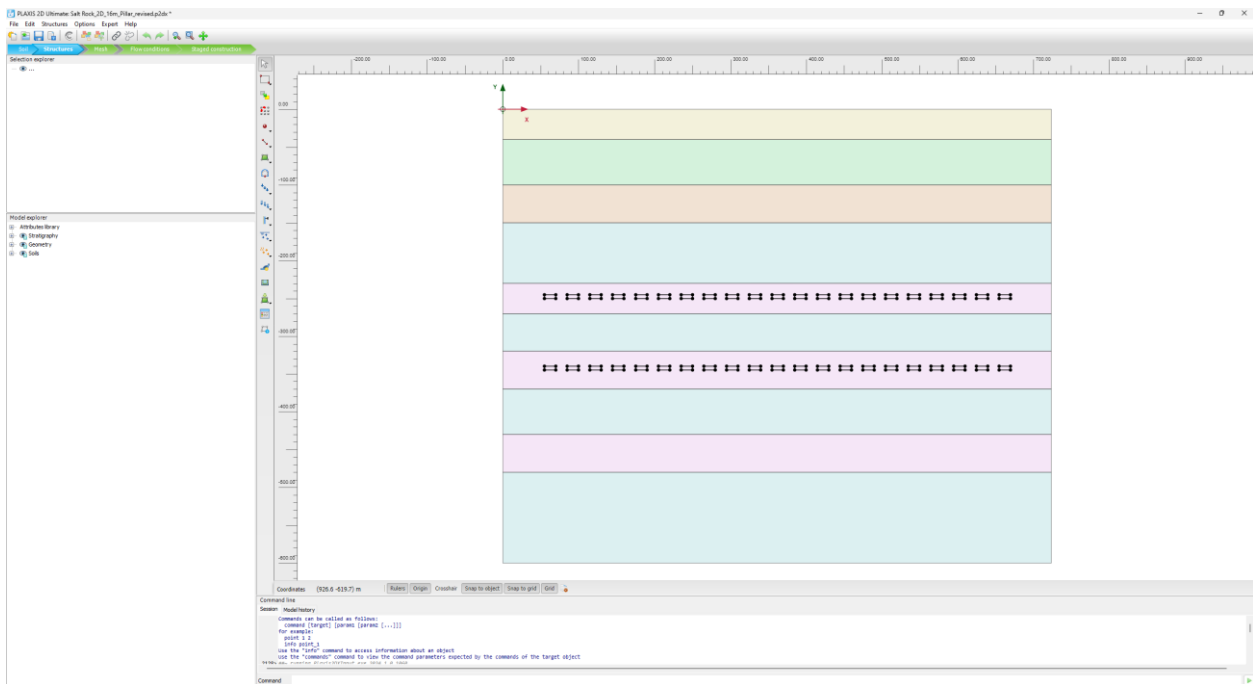 PLAXIS 2D Ultimate: Salt Rock_2D_16m_Pillar_revised.p2dx *
File Edit Structures Options Expert Help
Soil Structures Mesh Flow conditions Staged construction
Selection explorer
...
Model explorer
Attributes library
Stratigraphy
Geometry
Soils
-200.00 -100.00 0.00 100.00 200.00 300.00 400.00 500.00 600.00 700.00 800.00 900.00
Y
0.00
X
-100.00
-200.00
-300.00
-400.00
-500.00
-600.00
Coordinates (926.6 -619.7) m Rulers Origin Crosshair Snap to object Snap to grid Grid
Command line
Session Model history
Commands can be called as follows:
command [target] [param1 [param2 [...]]]
For example:
point 1 2
info point_1
Use the "info" command to access information about an object
Use the "commands" command to view the command parameters expected by the commands of the target object
Command